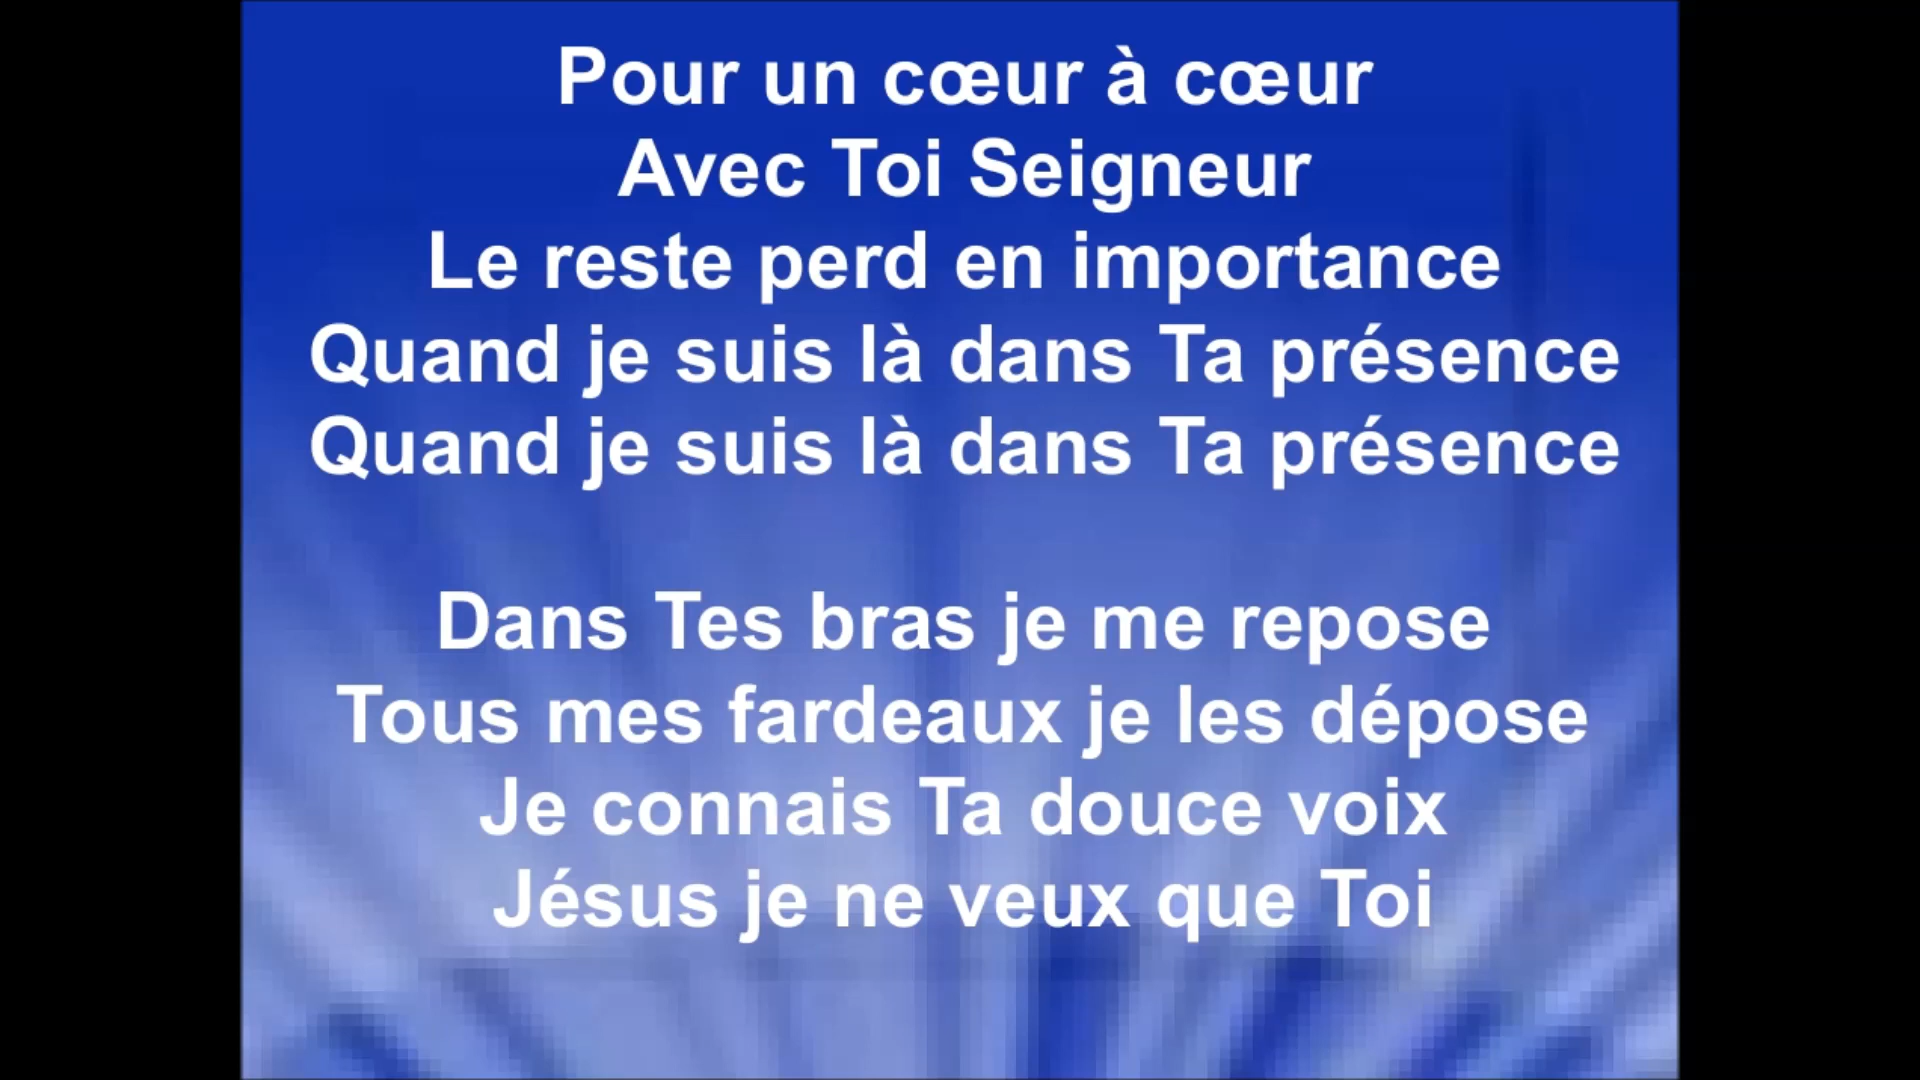 Pour un cœur à cœur
Avec Toi Seigneur
Le reste perd en importance
Quand je suis là dans Ta présence
Quand je suis là dans Ta présence
Dans Tes bras je me repose
Tous mes fardeaux je les dépose
Je connais Ta douce voix
Jésus je ne veux que Toi